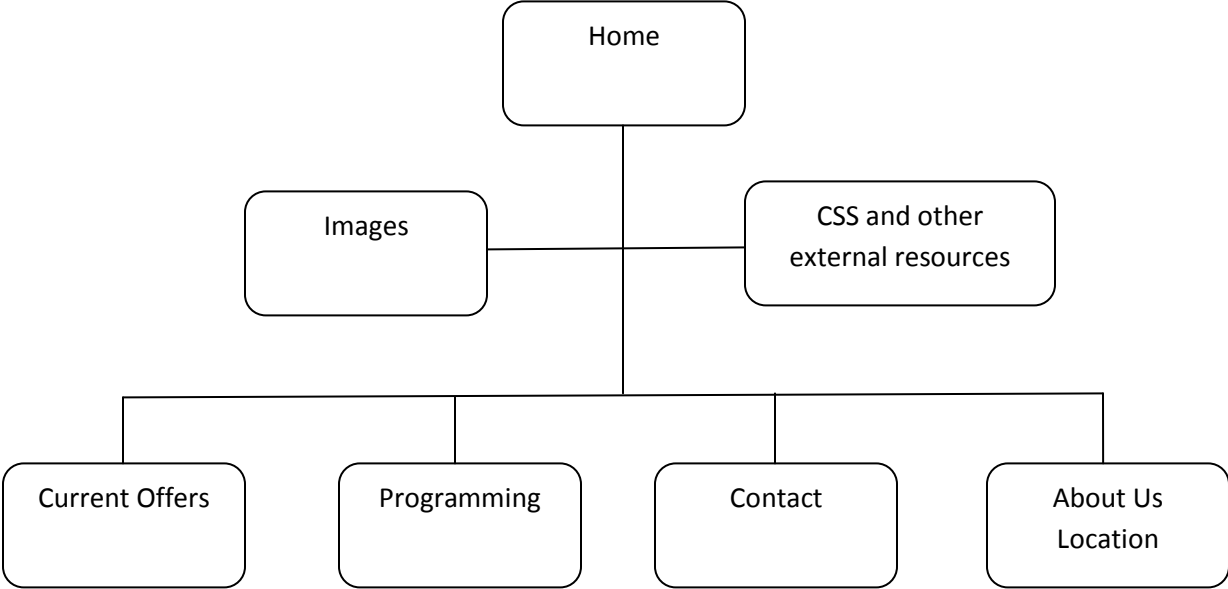 Home
Images
CSS and other
external resources
Current Offers
Programming
Contact
About Us
Location